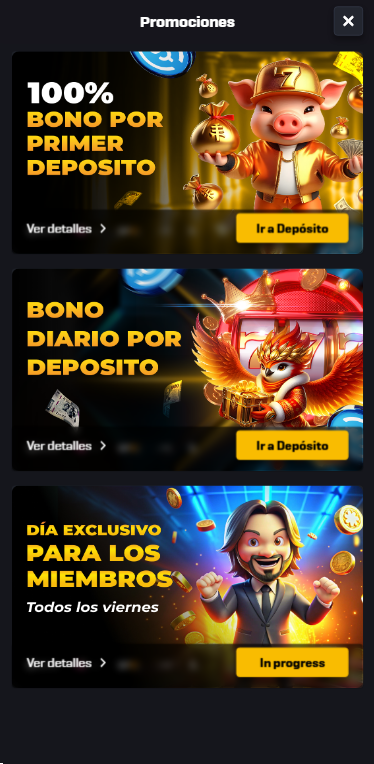 Promociones
100%
BONO POR
PRIMER
DEPOSITO
Ver detalles
Ir a Depósito
BONO
DIARIO POR
DEPOSITO
Ver detalles
Ir a Depósito
DÍA EXCLUSIVO
PARA LOS
MIEMBROS
Todos los viernes
Ver detalles
In progress
7